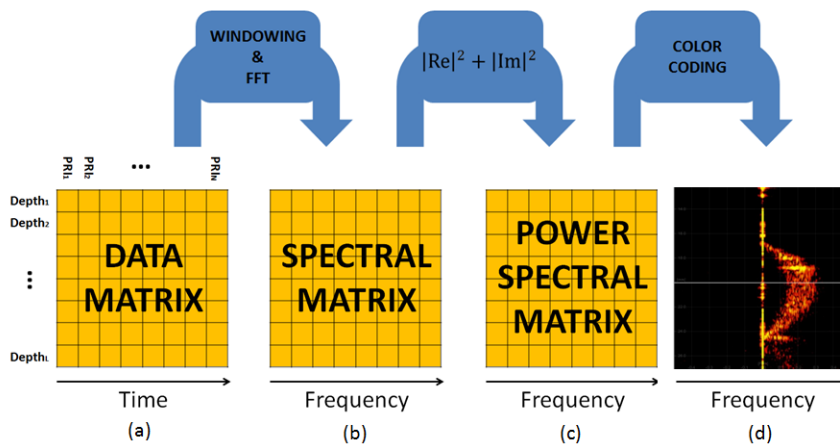 WINDOWING
&
FFT
|Re|² + |Im|²
COLOR
CODING
PRI₁ PRI₂ ... PRIN
Depth₁
Depth₂
...
DepthL
DATA
MATRIX
SPECTRAL
MATRIX
POWER
SPECTRAL
MATRIX
Time Frequency Frequency Frequency
(a) (b) (c) (d)